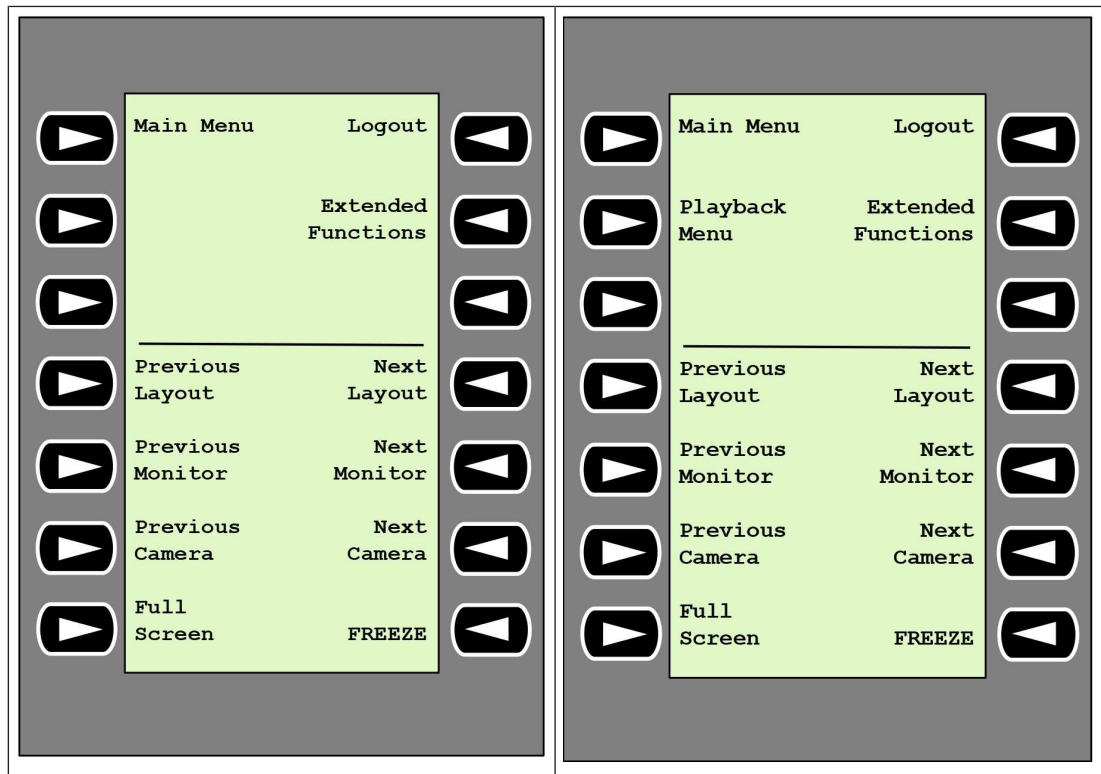 Main Menu Logout
Extended
Functions
Previous Next
Layout Layout
Previous Next
Monitor Monitor
Previous Next
Camera Camera
Full
Screen FREEZE
Main Menu Logout
Playback Extended
Menu Functions
Previous Next
Layout Layout
Previous Next
Monitor Monitor
Previous Next
Camera Camera
Full
Screen FREEZE